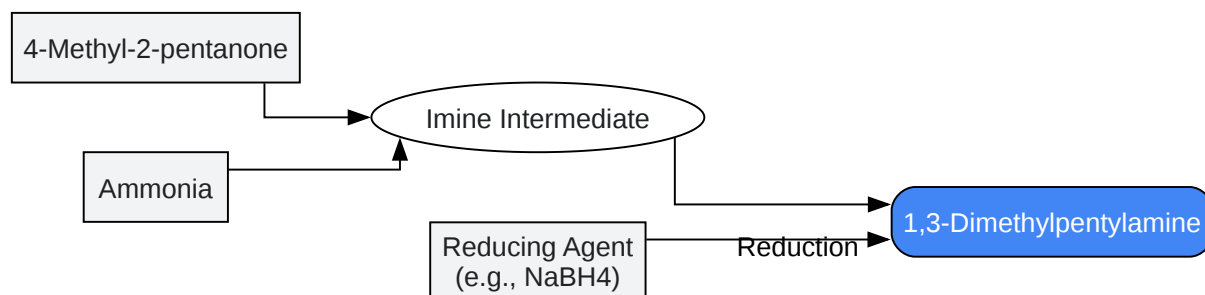 4-Methyl-2-pentanone
Imine Intermediate
Ammonia
1,3-Dimethylpentylamine
Reducing Agent
(e.g., NaBH4)
Reduction